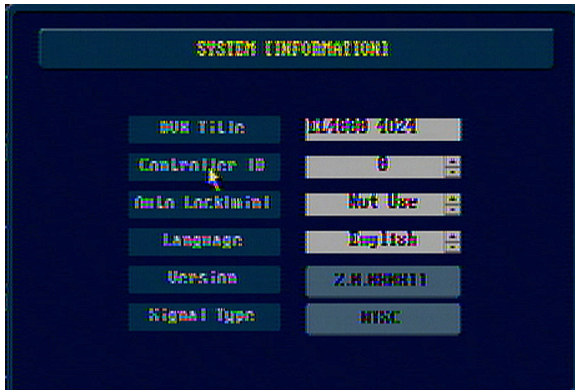 SYSTEM [INFORMATION]
DVR Title
Controller ID 0
Auto Lock[min] Not Use
Language English
Version
Signal Type NTSC